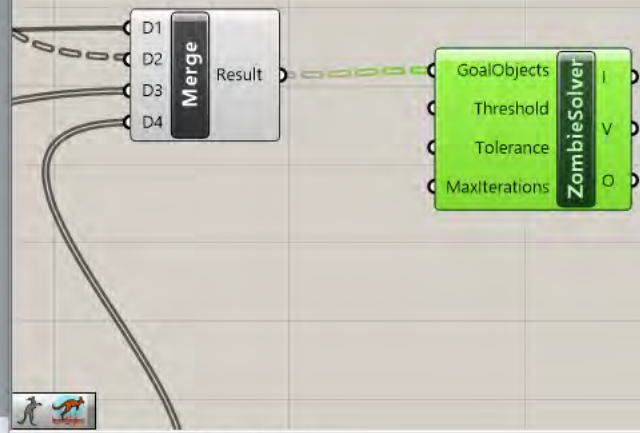 D1
D2
D3
D4
Merge
Result
GoalObjects
Threshold
Tolerance
MaxIterations
ZombieSolver
I
V
O